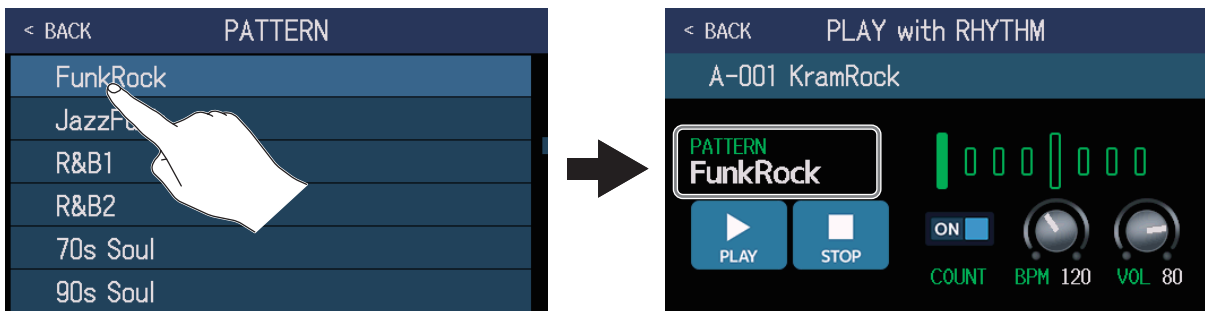 < BACK PATTERN
FunkRock
R&B1
R&B2
70s Soul
90s Soul
< BACK PLAY with RHYTHM
A-001 KramRock
PATTERN
FunkRock
PLAY
STOP
ON
COUNT
BPM 120
VOL 80